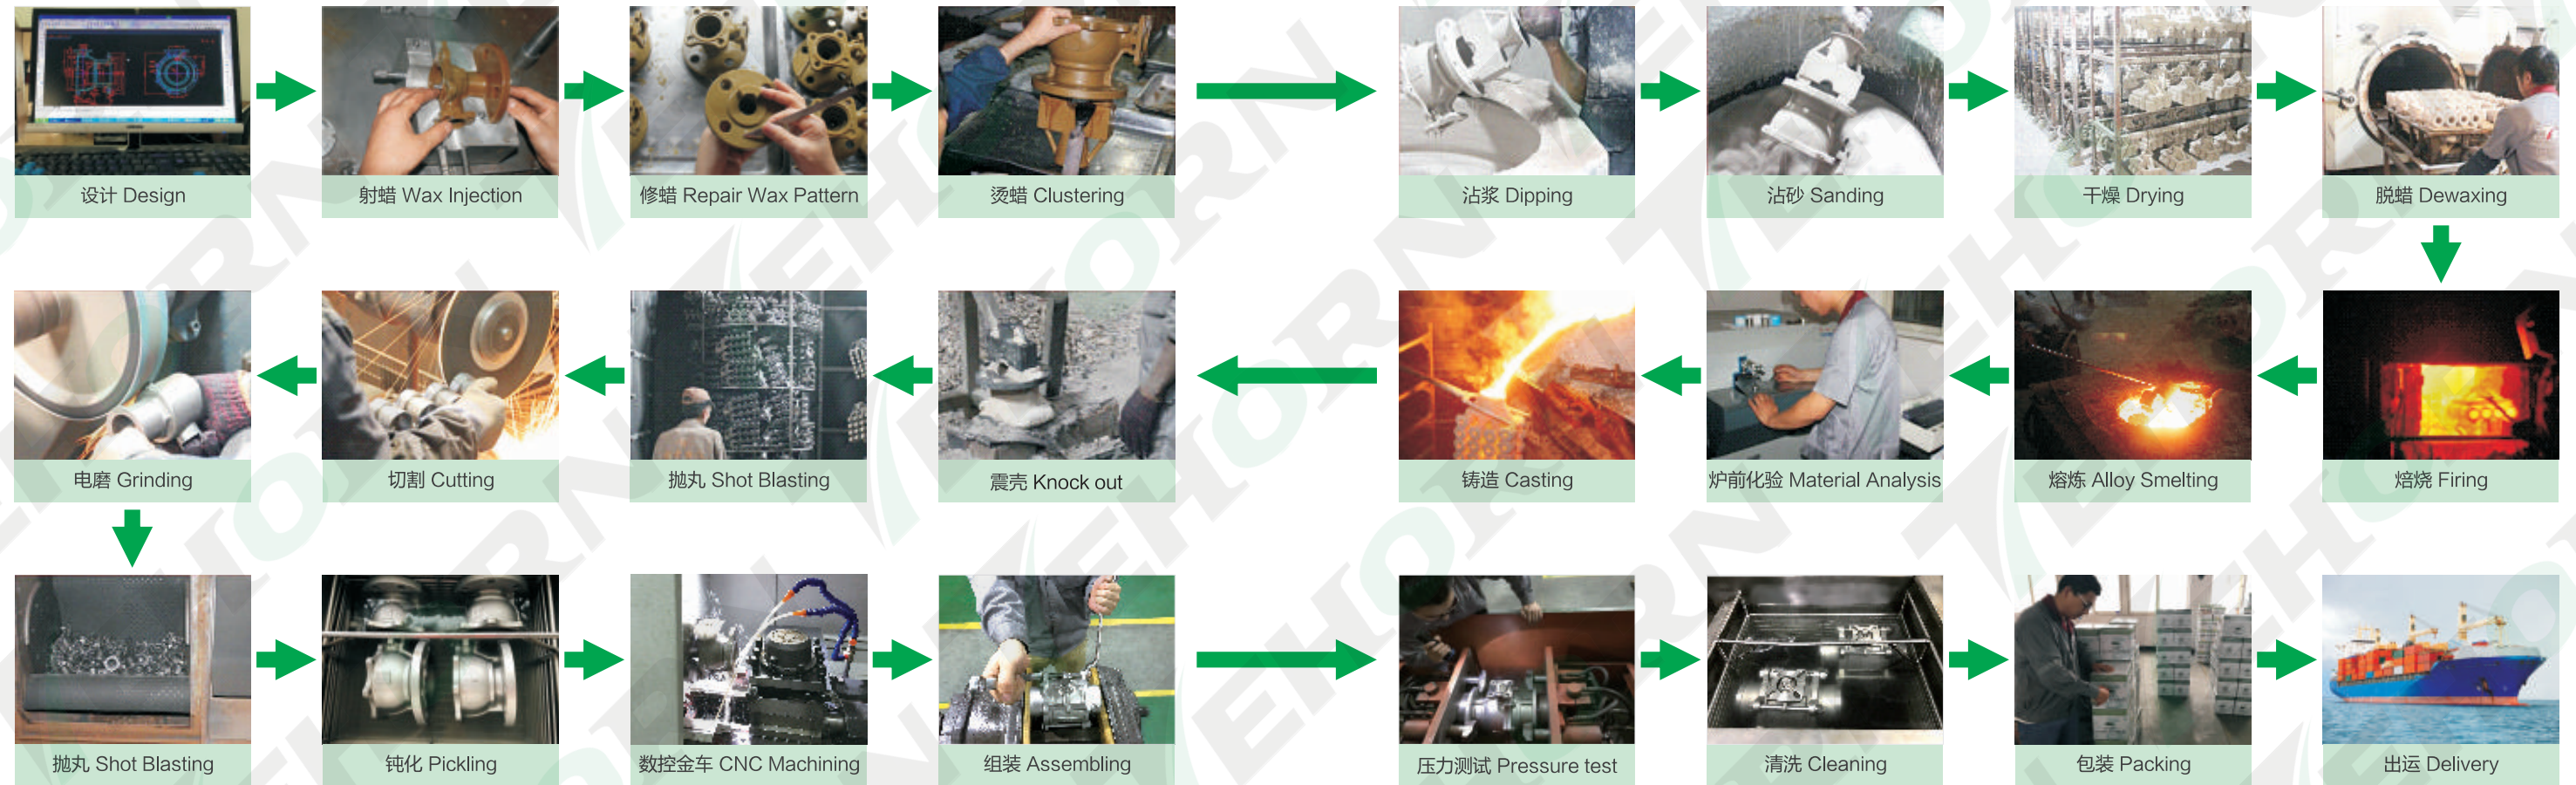 设计 Design
射蜡 Wax Injection
修蜡 Repair Wax Pattern
烫蜡 Clustering
沾浆 Dipping
沾砂 Sanding
干燥 Drying
脱蜡 Dewaxing
焙烧 Firing
熔炼 Alloy Smelting
炉前化验 Material Analysis
铸造 Casting
震壳 Knock out
抛丸 Shot Blasting
切割 Cutting
电磨 Grinding
抛丸 Shot Blasting
钝化 Pickling
数控金车 CNC Machining
组装 Assembling
压力测试 Pressure test
清洗 Cleaning
包装 Packing
出运 Delivery
TEHORN